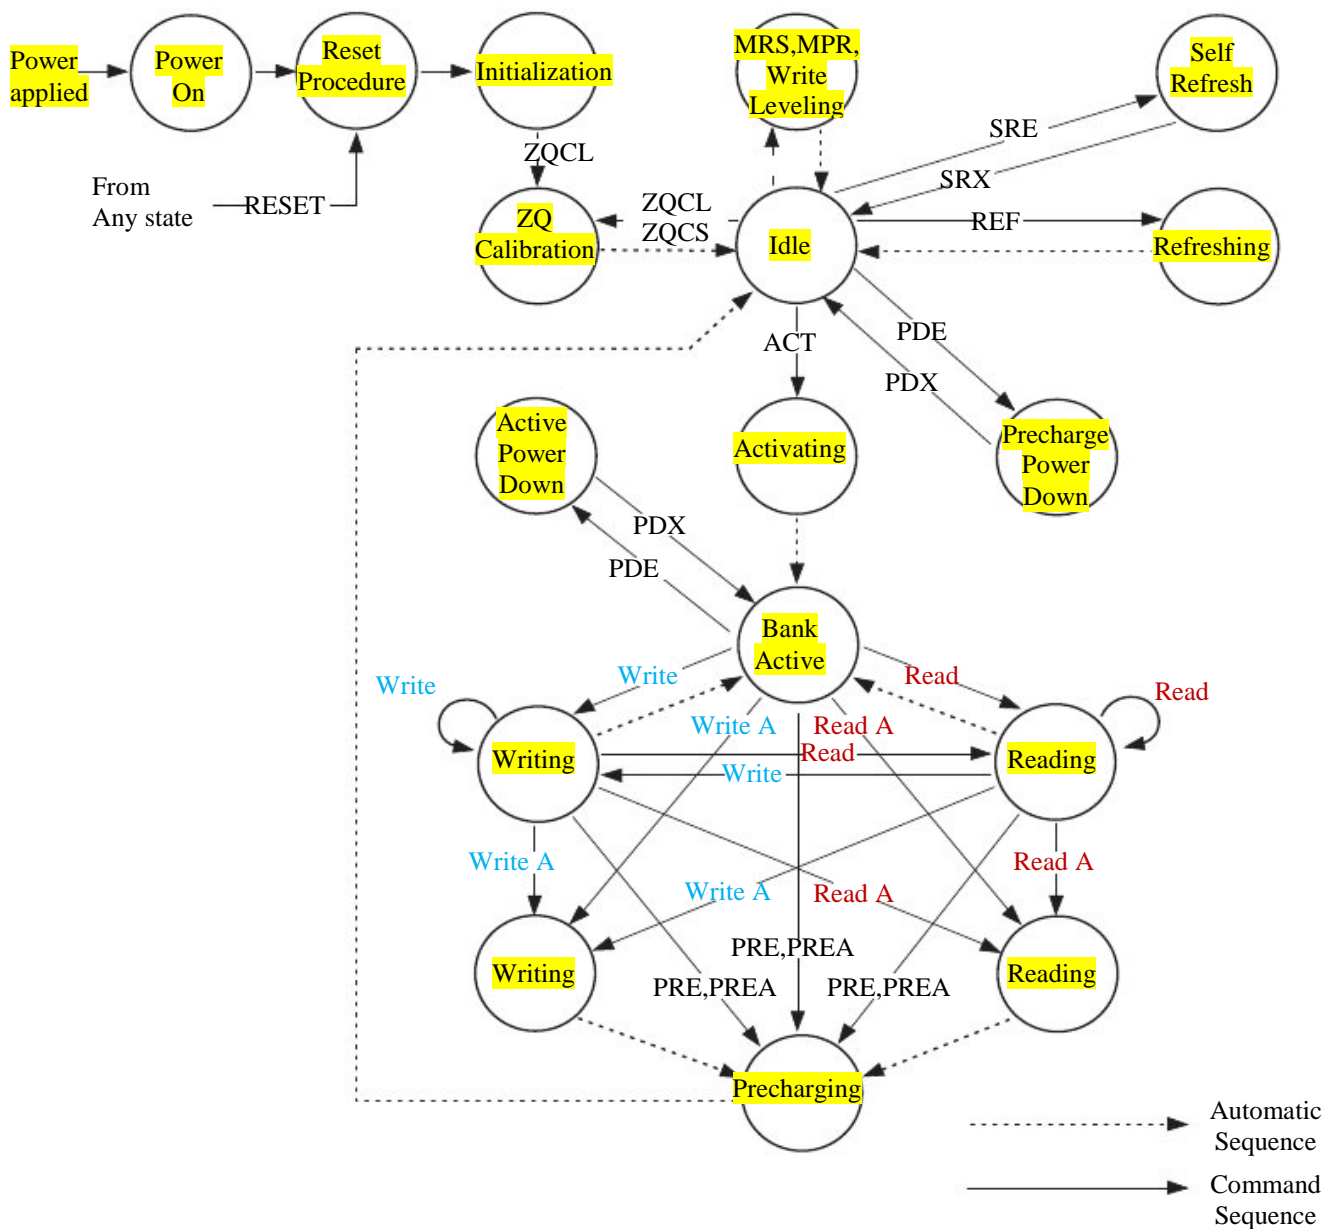 Power
applied
Power
On
Reset
Procedure
Initialization
MRS,MPR,
Write
Leveling
Self
Refresh
ZQCL
SRE
SRX
From
Any state
RESET
ZQCL
ZQCS
ZQ
Calibration
Idle
REF
Refreshing
ACT
PDE
PDX
Active
Power
Down
Activating
Precharge
Power
Down
PDX
PDE
Bank
Active
Write
Write
Read
Read
Write A
Read A
Writing
Read
Write
Reading
Write A
Write A
Read A
Read A
PRE,PREA
Writing
PRE,PREA
PRE,PREA
Reading
Precharging
Automatic
Sequence
Command
Sequence